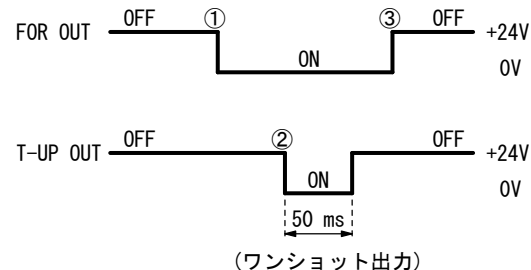 FOR OUT OFF ① ON ③ OFF +24V
0V
T-UP OUT OFF ② ON OFF +24V
0V
50 ms
(ワンショット出力)